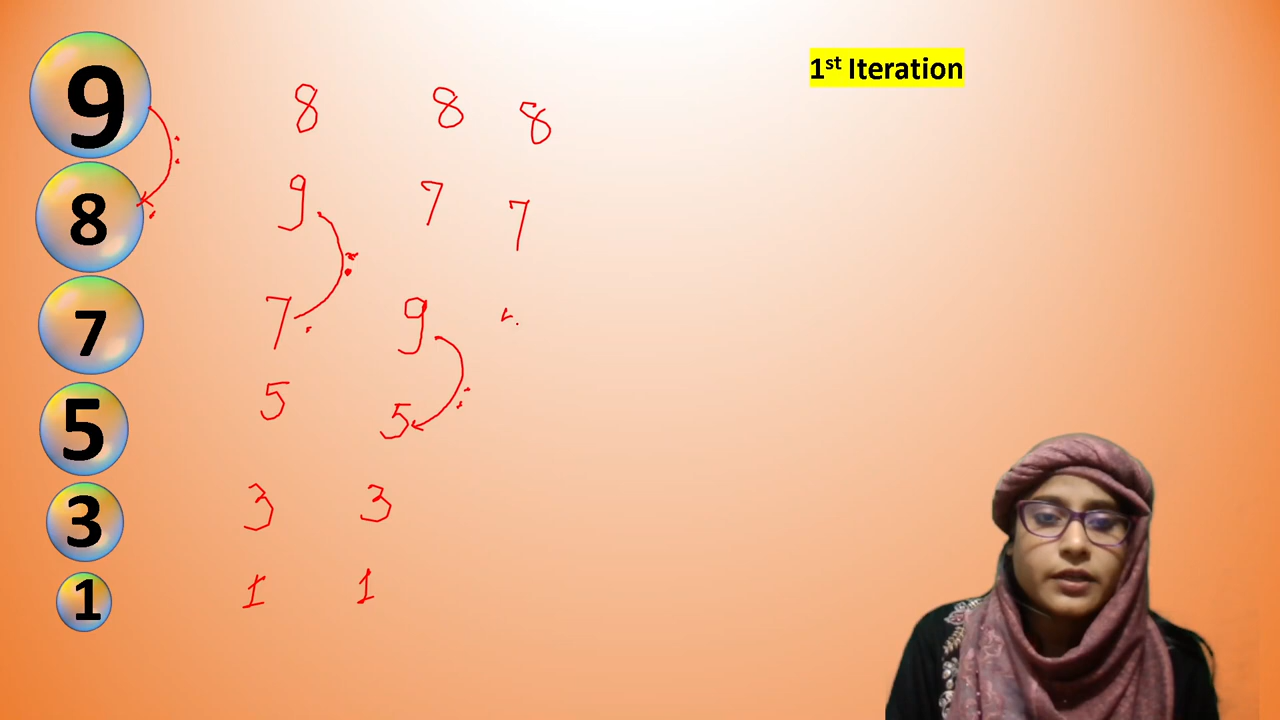 1st Iteration
9 8 8 8
8 9 7 7
7 7 9
5 5 5
3 3 3
1 1 1